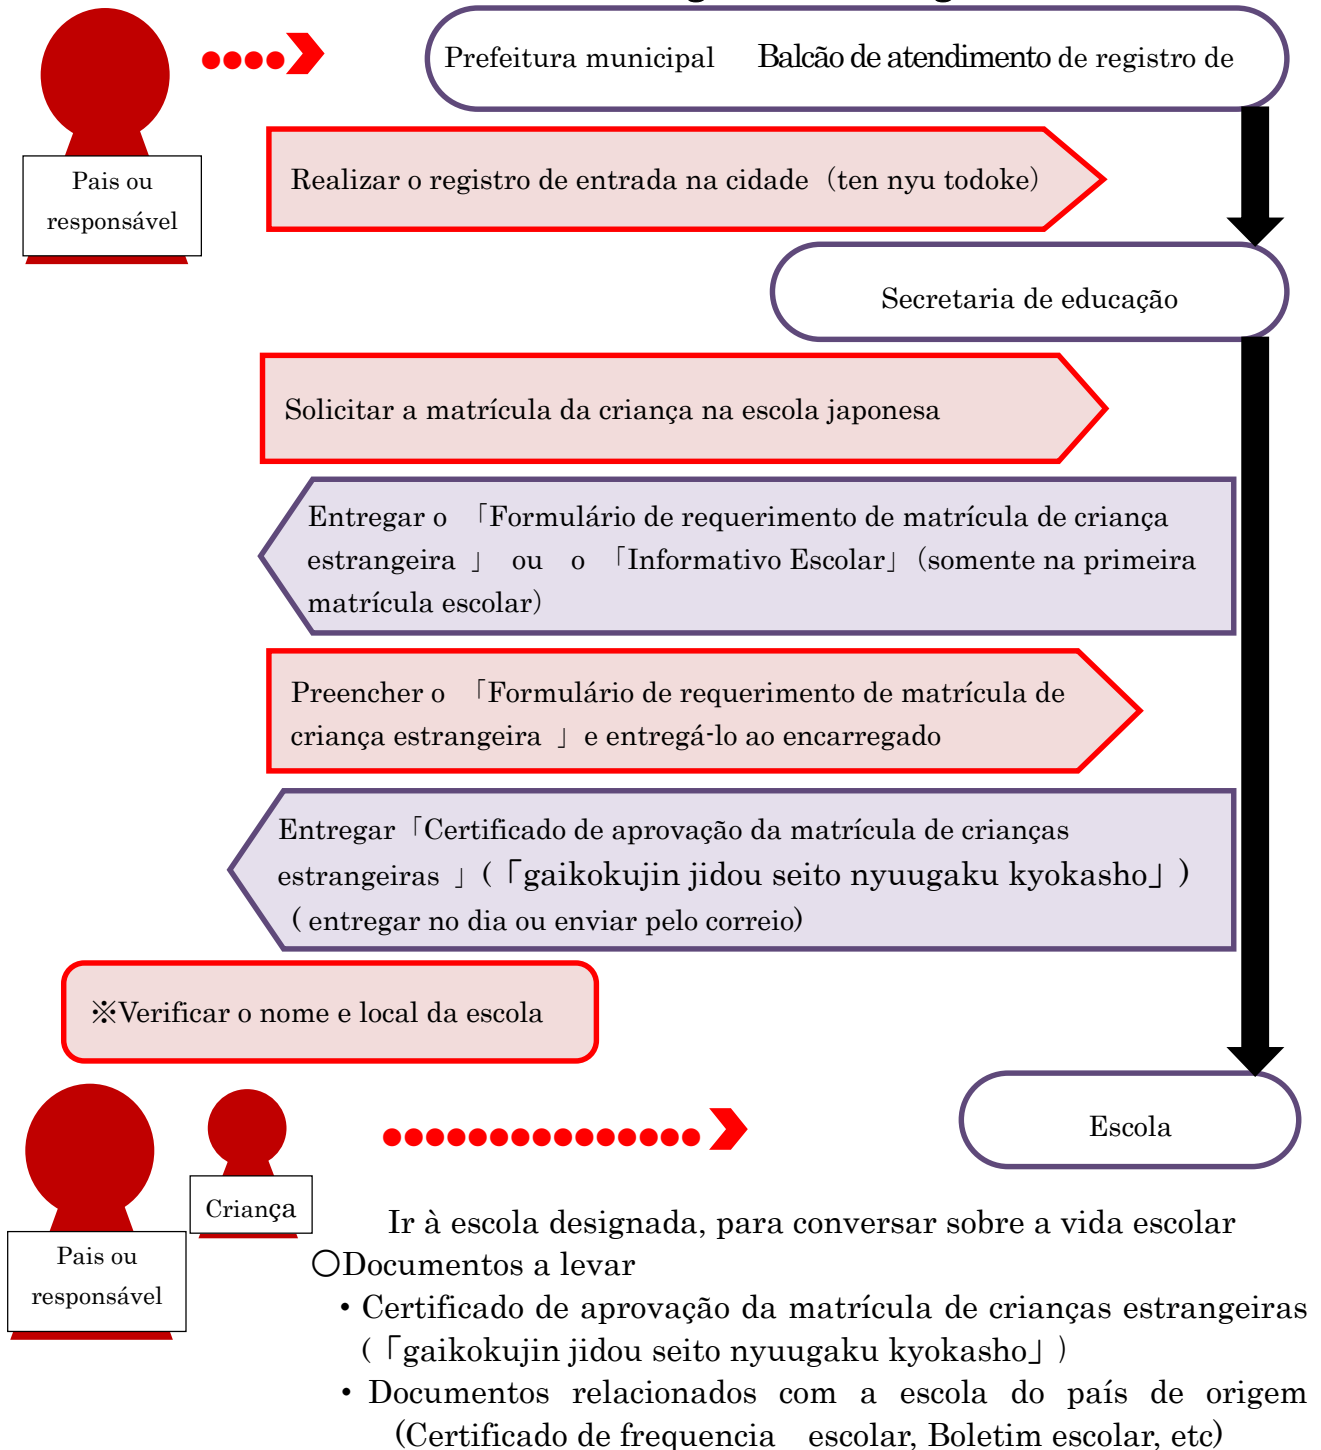 Prefeitura municipal　Balcão de atendimento de registro de
Pais ou
responsável
Realizar o registro de entrada na cidade（ten nyu todoke）
Secretaria de educação
Solicitar a matrícula da criança na escola japonesa
Entregar o 「Formulário de requerimento de matrícula de criança
estrangeira 」 ou o 「Informativo Escolar」（somente na primeira
matrícula escolar）
Preencher o 「Formulário de requerimento de matrícula de
criança estrangeira 」e entregá-lo ao encarregado
Entregar「Certificado de aprovação da matrícula de crianças
estrangeiras 」(「gaikokujin jidou seito nyuugaku kyokasho」)
（entregar no dia ou enviar pelo correio）
※Verificar o nome e local da escola
Escola
Criança
Pais ou
responsável
Ir à escola designada, para conversar sobre a vida escolar
○Documentos a levar
・Certificado de aprovação da matrícula de crianças estrangeiras
(「gaikokujin jidou seito nyuugaku kyokasho」)
・Documentos relacionados com a escola do país de origem
(Certificado de frequencia escolar, Boletim escolar, etc)